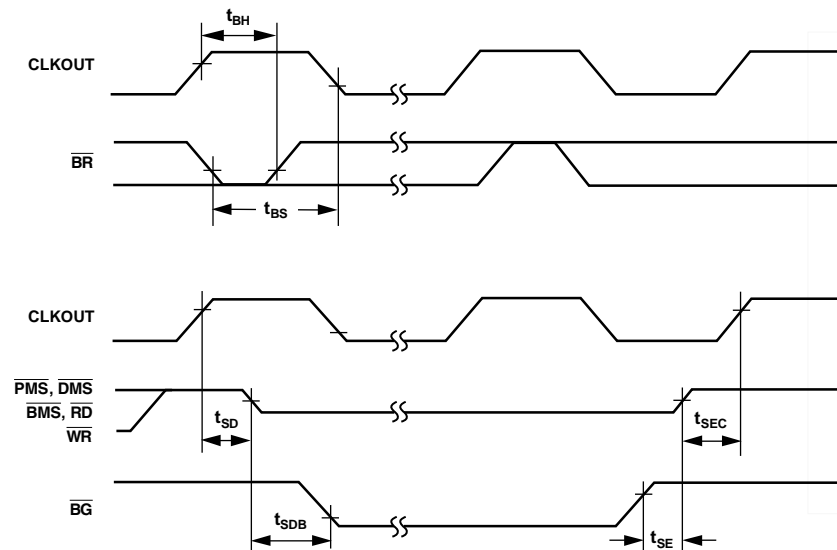 tBH
CLKOUT
BR
tBS
CLKOUT
PMS, DMS
BMS, RD
WR
tSD
tSEC
BG
tSDB
tSE